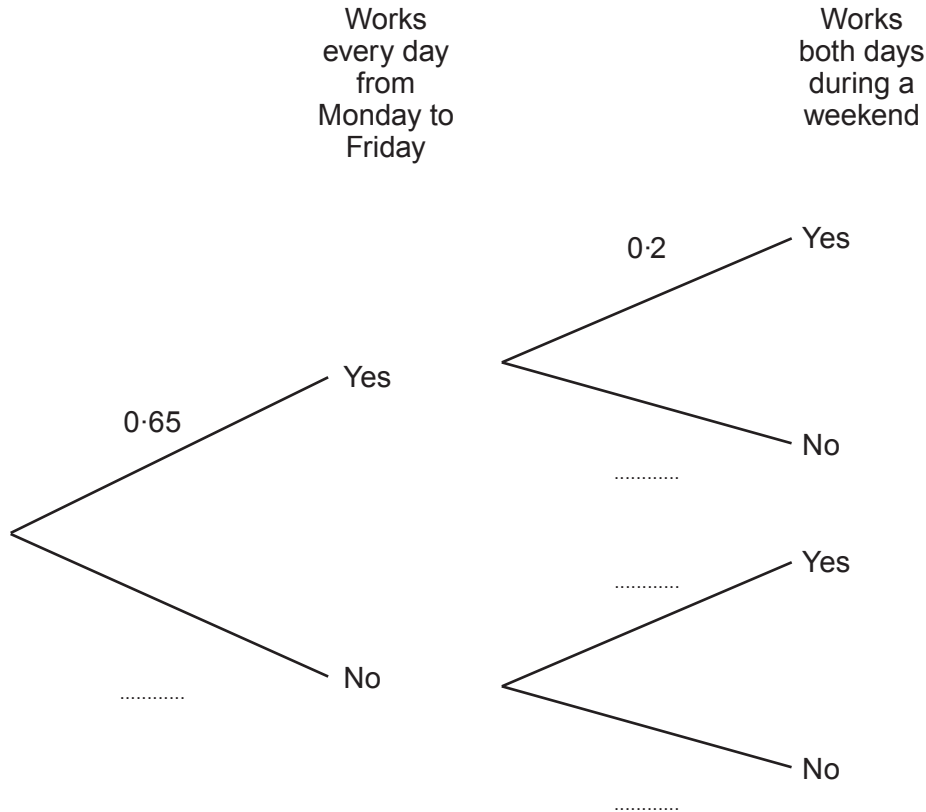 Works
every day
from
Monday to
Friday
Works
both days
during a
weekend
0·2
Yes
Yes
0·65
No
............
............
Yes
No
............
No
............